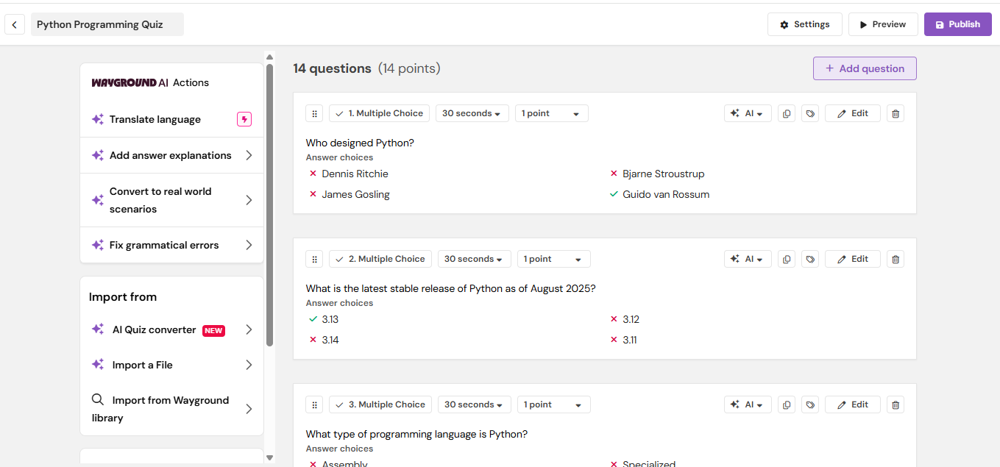 Python Programming Quiz
Settings
Preview
Publish
WAYGROUND AI Actions
Translate language
Add answer explanations
Convert to real world
scenarios
Fix grammatical errors
Import from
AI Quiz converter NEW
Import a File
Import from Wayground
library
14 questions (14 points)
+ Add question
1. Multiple Choice 30 seconds 1 point AI Edit
Who designed Python?
Answer choices
Dennis Ritchie Bjarne Stroustrup
James Gosling Guido van Rossum
2. Multiple Choice 30 seconds 1 point AI Edit
What is the latest stable release of Python as of August 2025?
Answer choices
3.13 3.12
3.14 3.11
3. Multiple Choice 30 seconds 1 point AI Edit
What type of programming language is Python?
Answer choices
Assembly Specialized